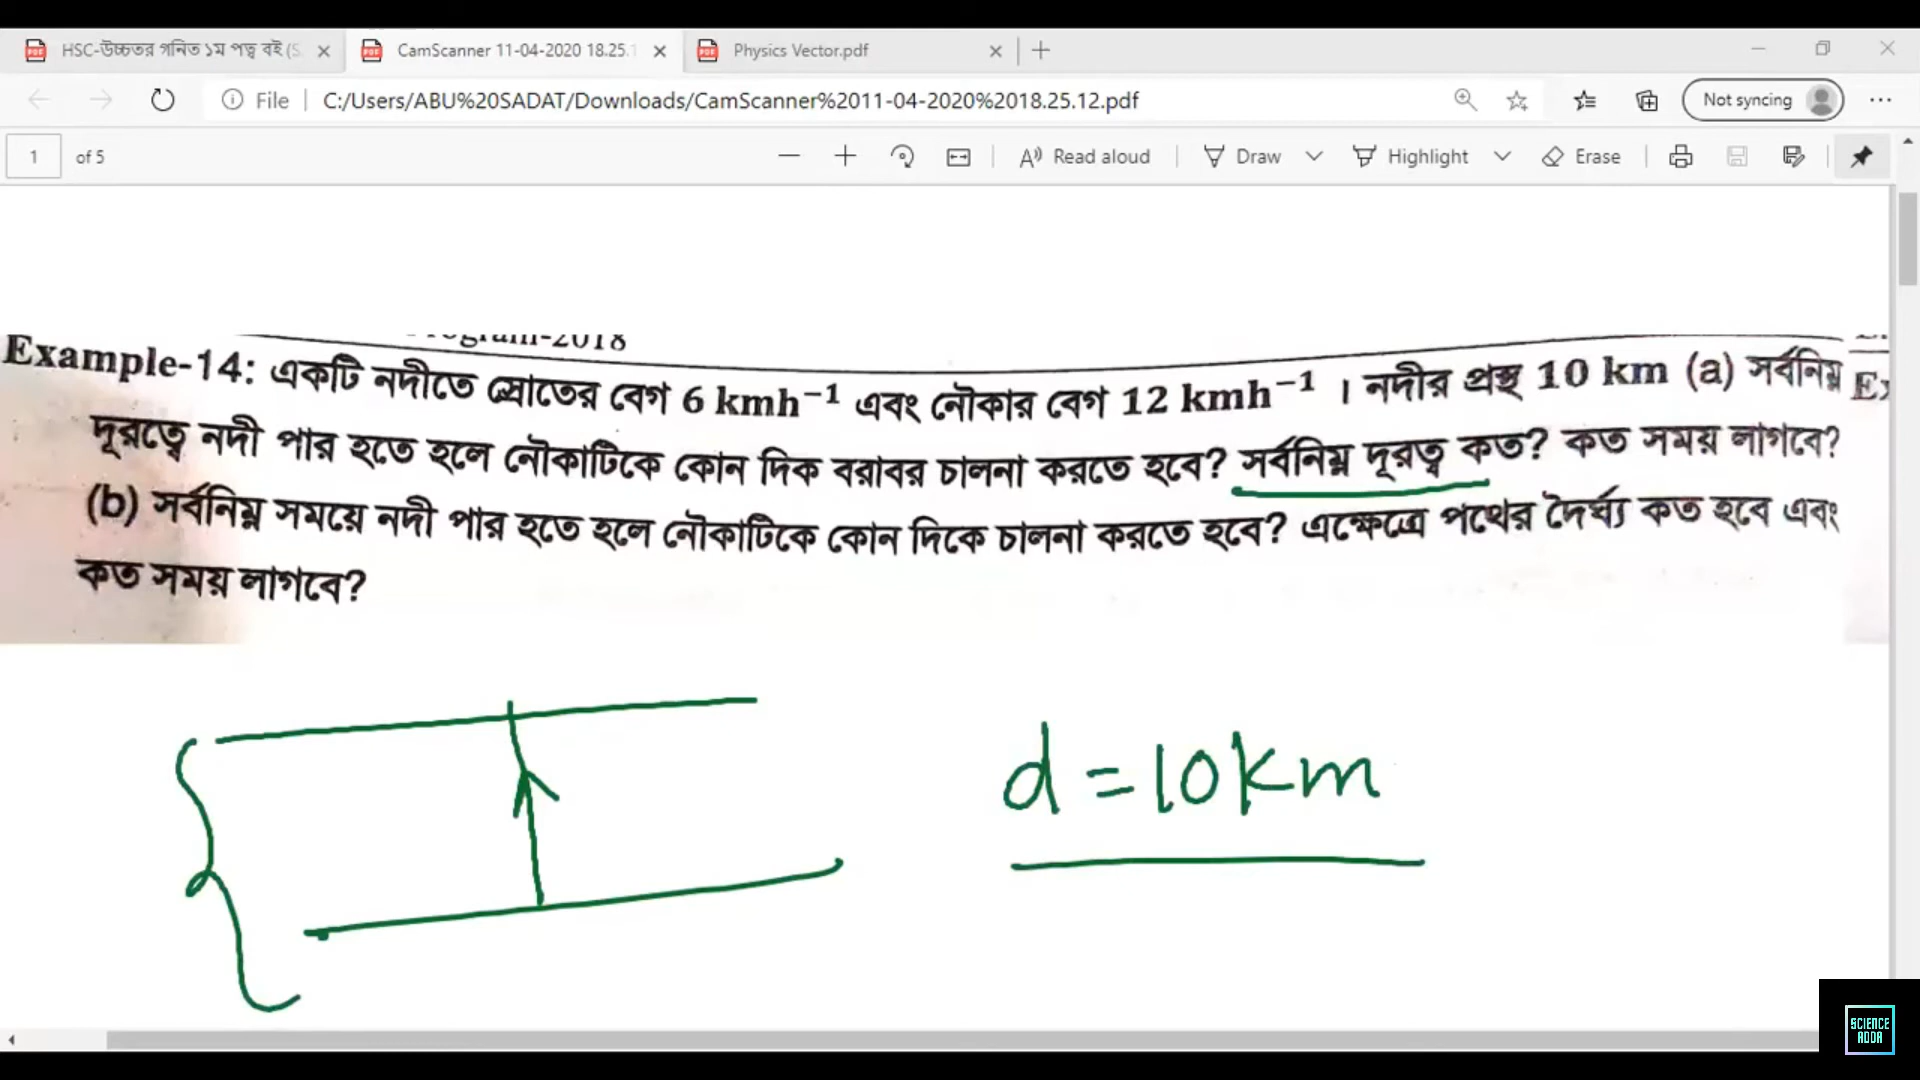 HSC-উচ্চতর গনিত ১ম পত্র বই (S
CamScanner 11-04-2020 18.25.1
Physics Vector.pdf
File
C:/Users/ABU%20SADAT/Downloads/CamScanner%2011-04-2020%2018.25.12.pdf
Not syncing
1 of 5
Read aloud
Draw
Highlight
Erase
Example-14: একটি নদীতে স্রোতের বেগ 6 kmh⁻¹ এবং নৌকার বেগ 12 kmh⁻¹ । নদীর প্রস্থ 10 km (a) সর্বনিম্ন
দূরত্বে নদী পার হতে হলে নৌকাটিকে কোন দিক বরাবর চালনা করতে হবে? সর্বনিম্ন দূরত্ব কত? কত সময় লাগবে?
(b) সর্বনিম্ন সময়ে নদী পার হতে হলে নৌকাটিকে কোন দিকে চালনা করতে হবে? এক্ষেত্রে পথের দৈর্ঘ্য কত হবে এবং
কত সময় লাগবে?
d = 10 km
SCIENCE
ADDA